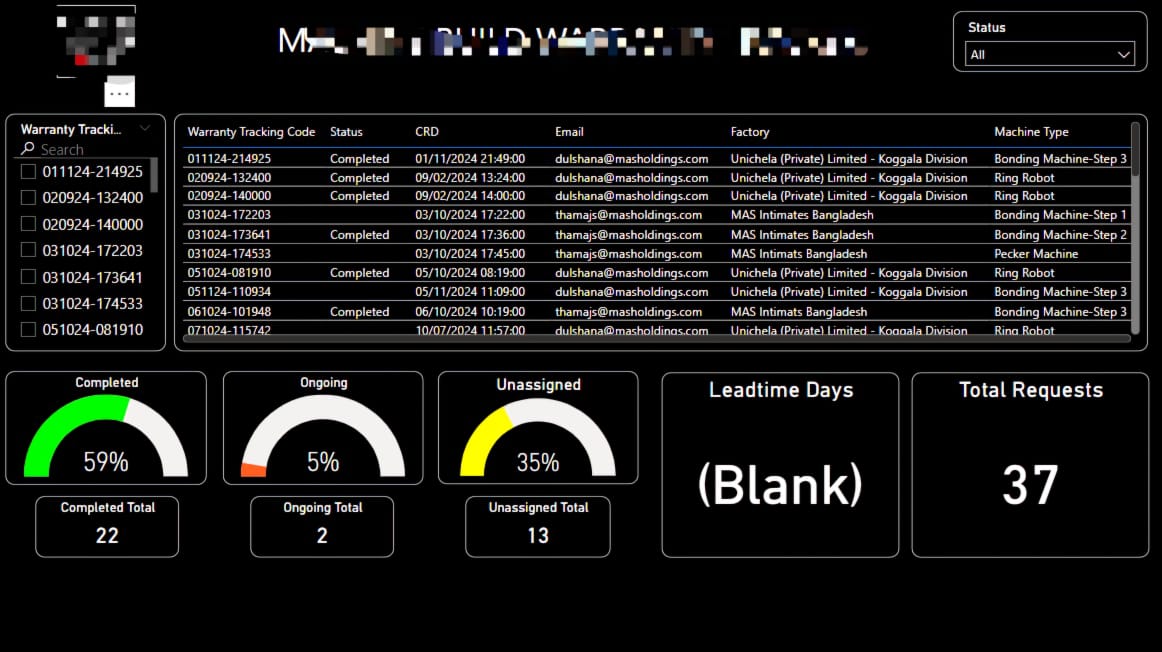 BUILD
Status
All
Warranty Tracki...
Search
011124-214925
020924-132400
020924-140000
031024-172203
031024-173641
031024-174533
051024-081910
Warranty Tracking Code Status CRD Email Factory Machine Type
011124-214925 Completed 01/11/2024 21:49:00 dulshana@masholdings.com Unichela (Private) Limited - Koggala Division Bonding Machine-Step 3
020924-132400 Completed 09/02/2024 13:24:00 dulshana@masholdings.com Unichela (Private) Limited - Koggala Division Ring Robot
020924-140000 Completed 09/02/2024 14:00:00 dulshana@masholdings.com Unichela (Private) Limited - Koggala Division Ring Robot
031024-172203 03/10/2024 17:22:00 thamajs@masholdings.com MAS Intimates Bangladesh Bonding Machine-Step 1
031024-173641 Completed 03/10/2024 17:36:00 thamajs@masholdings.com MAS Intimates Bangladesh Bonding Machine-Step 2
031024-174533 03/10/2024 17:45:00 thamajs@masholdings.com MAS Intimats Bangladesh Pecker Machine
051024-081910 Completed 05/10/2024 08:19:00 dulshana@masholdings.com Unichela (Private) Limited - Koggala Division Ring Robot
051124-110934 05/11/2024 11:09:00 dulshana@masholdings.com Unichela (Private) Limited - Koggala Division Bonding Machine-Step 3
061024-101948 Completed 06/10/2024 10:19:00 thamajs@masholdings.com MAS Intimats Bangladesh Bonding Machine-Step 3
071024-115742 10/07/2024 11:57:00 dulshana@masholdings.com Unichela (Private) Limited - Koggala Division Ring Robot
Completed
59%
Completed Total
22
Ongoing
5%
Ongoing Total
2
Unassigned
35%
Unassigned Total
13
Leadtime Days
(Blank)
Total Requests
37